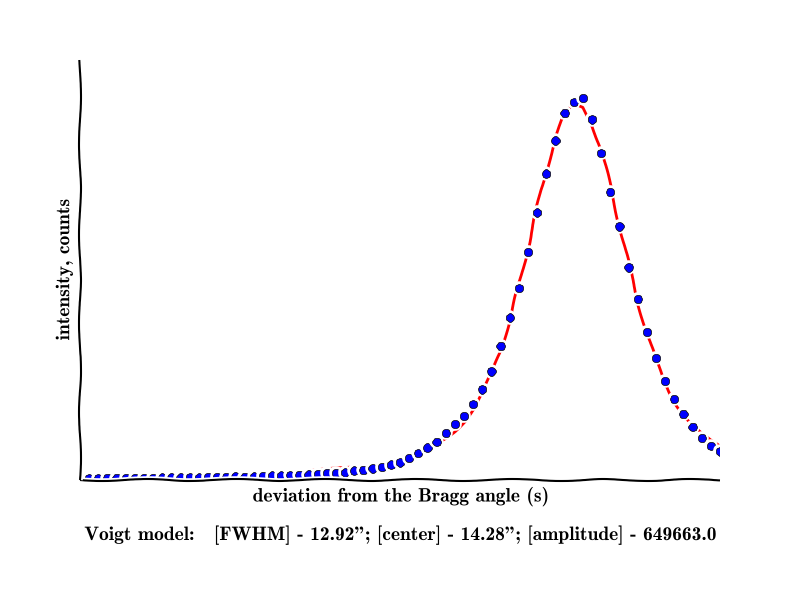 intensity, counts
deviation from the Bragg angle (s)
Voigt model: [FWHM] - 12.92”; [center] - 14.28”; [amplitude] - 649663.0